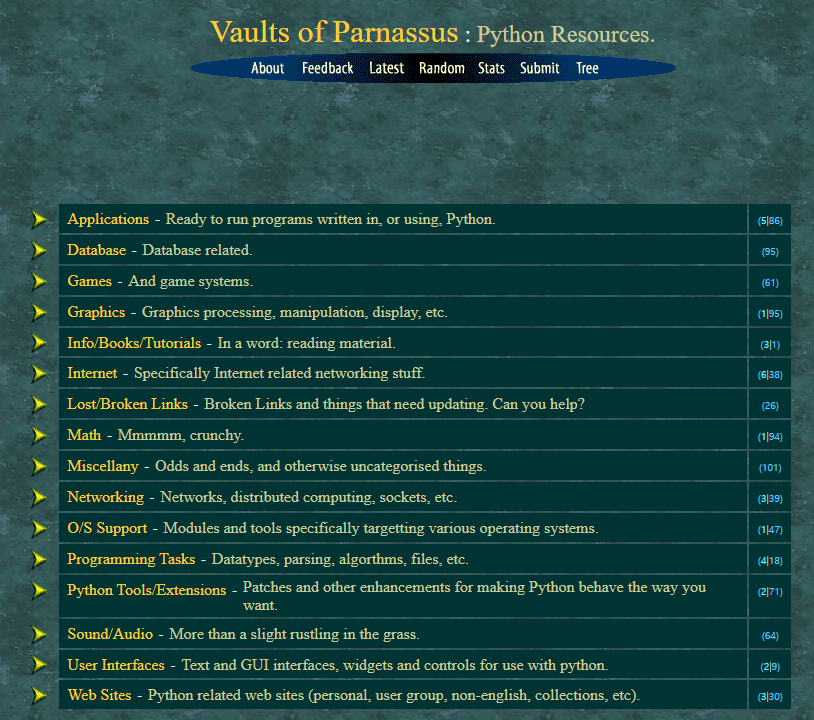 Vaults of Parnassus : Python Resources.
About Feedback Latest Random Stats Submit Tree
Applications - Ready to run programs written in, or using, Python. (5|86)
Database - Database related. (95)
Games - And game systems. (61)
Graphics - Graphics processing, manipulation, display, etc. (1|95)
Info/Books/Tutorials - In a word: reading material. (3|1)
Internet - Specifically Internet related networking stuff. (6|38)
Lost/Broken Links - Broken Links and things that need updating. Can you help? (26)
Math - Mmmmm, crunchy. (1|94)
Miscellany - Odds and ends, and otherwise uncategorised things. (101)
Networking - Networks, distributed computing, sockets, etc. (3|39)
O/S Support - Modules and tools specifically targetting various operating systems. (1|47)
Programming Tasks - Datatypes, parsing, algorthms, files, etc. (4|18)
Python Tools/Extensions - Patches and other enhancements for making Python behave the way you
want. (2|71)
Sound/Audio - More than a slight rustling in the grass. (64)
User Interfaces - Text and GUI interfaces, widgets and controls for use with python. (2|9)
Web Sites - Python related web sites (personal, user group, non-english, collections, etc). (3|30)